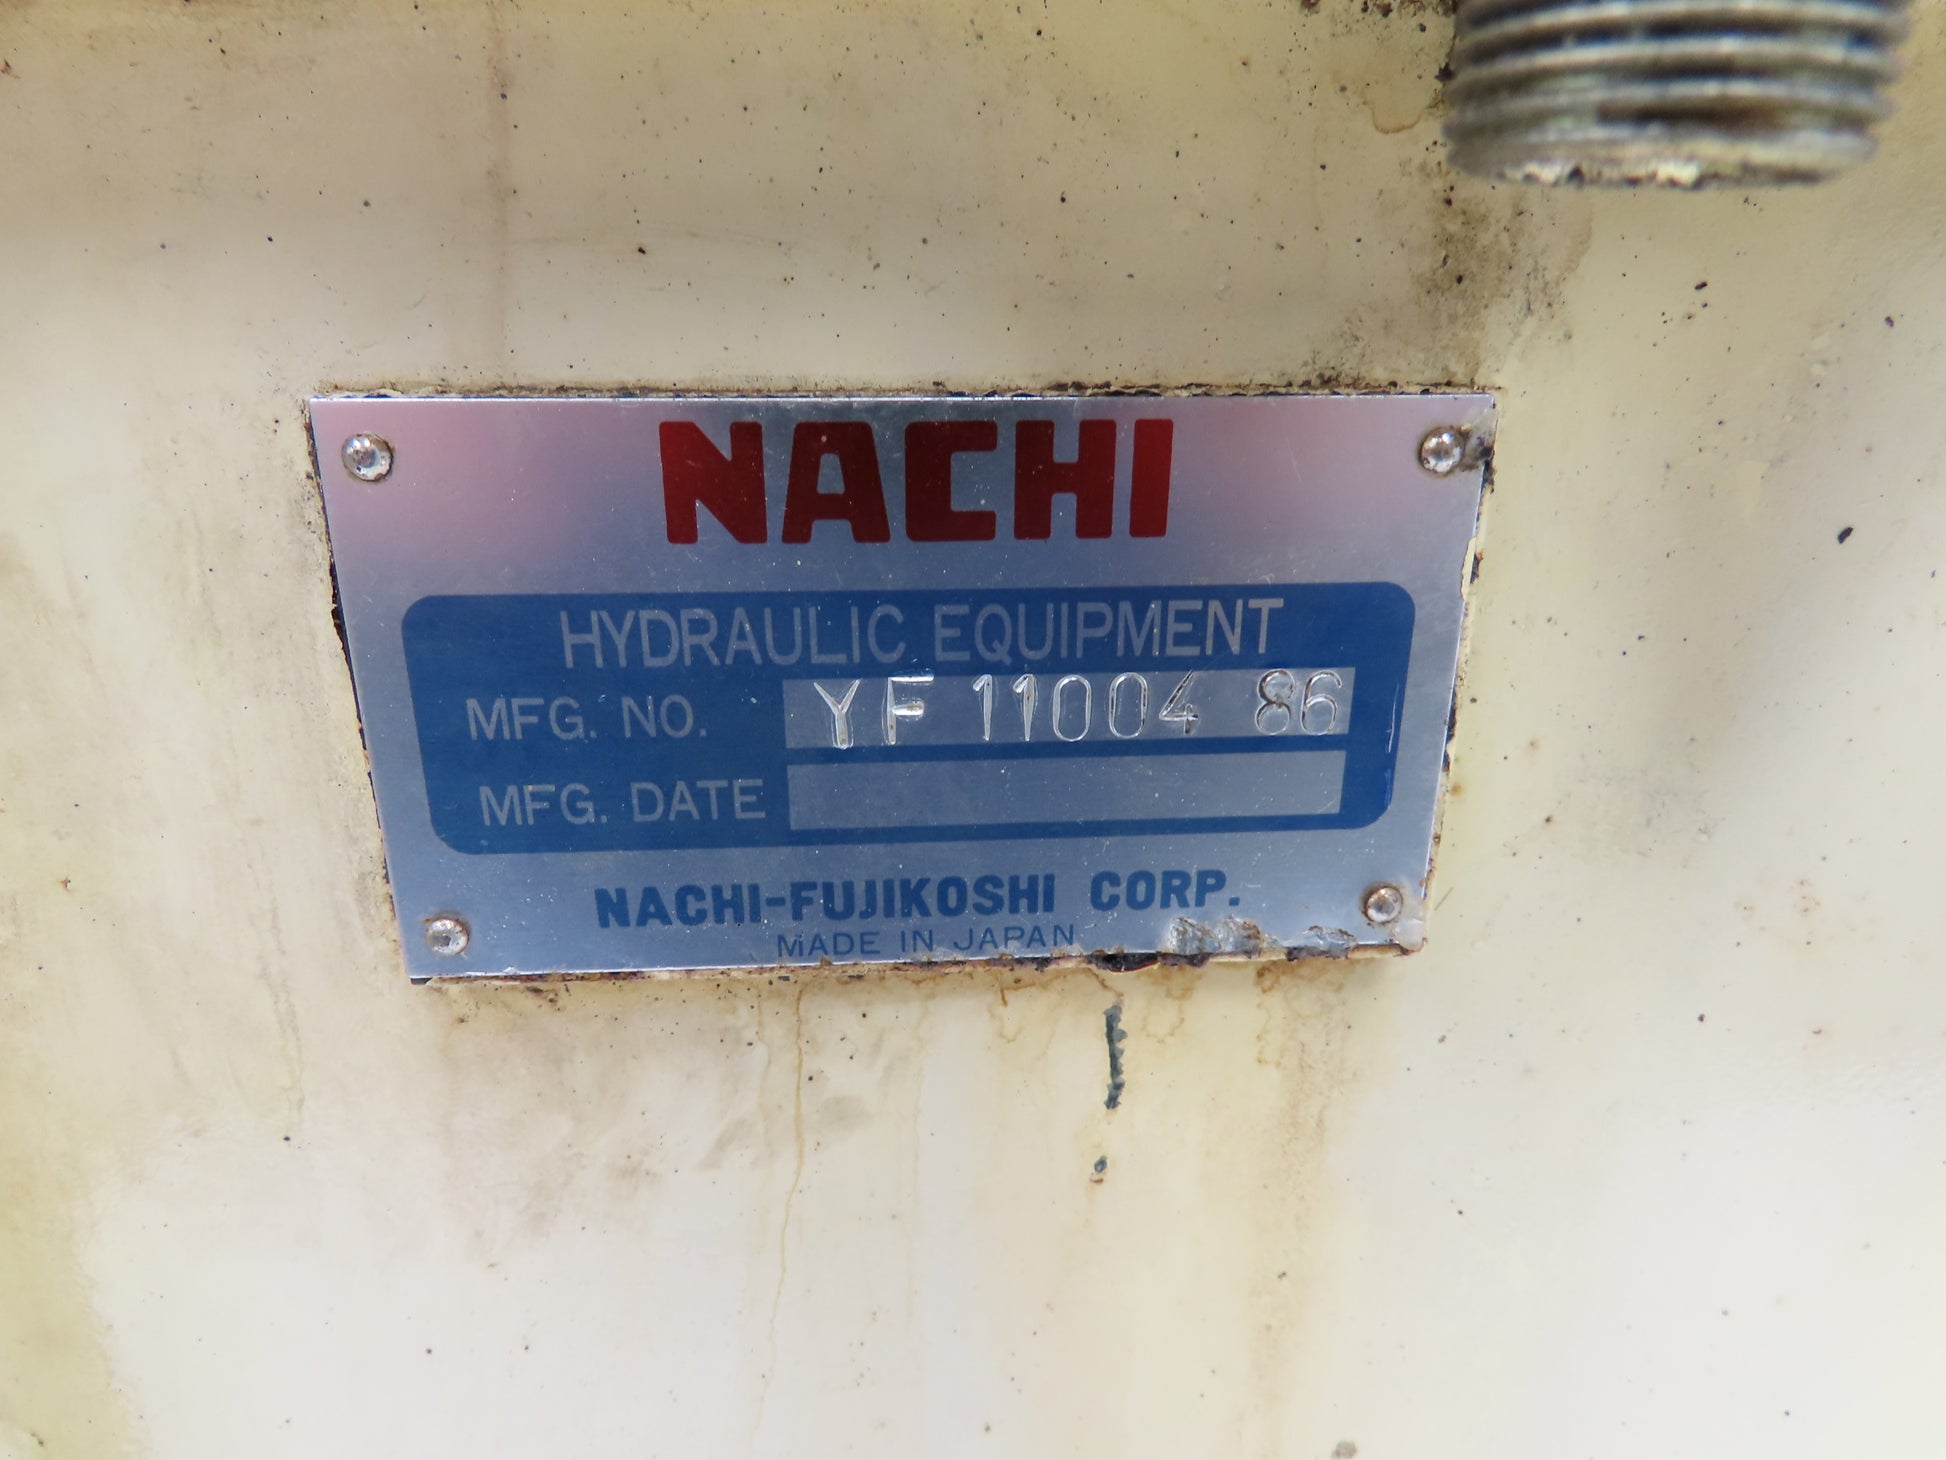 NACHI
HYDRAULIC EQUIPMENT
MFG. NO. YF 11004 86
MFG. DATE
NACHI-FUJIKOSHI CORP.
MADE IN JAPAN